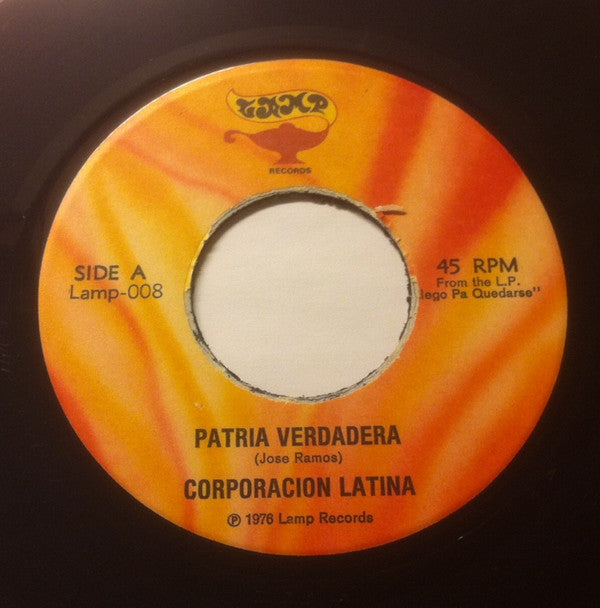 LAMP
RECORDS
SIDE A
Lamp-008
45 RPM
From the L.P.
Pa Quedarse"
PATRIA VERDADERA
(Jose Ramos)
CORPORACION LATINA
℗ 1976 Lamp Records